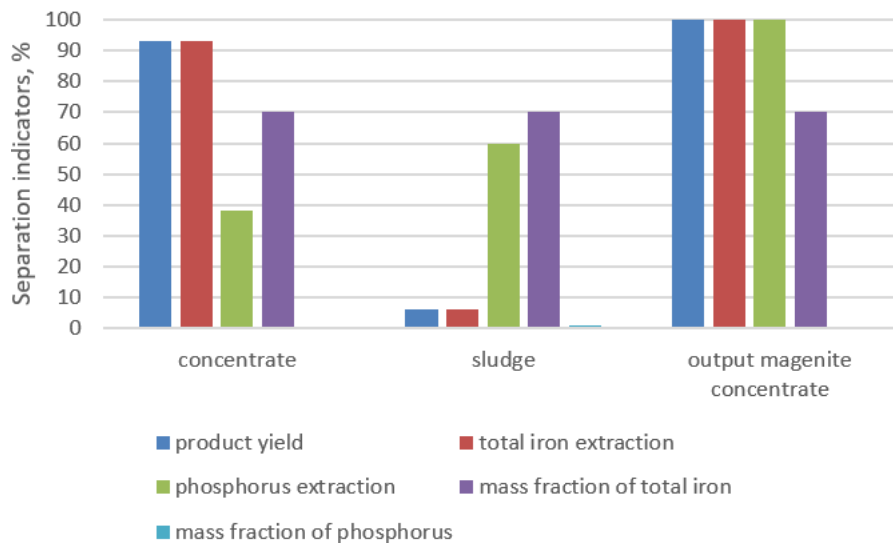 Separation indicators, %
100
90
80
70
60
50
40
30
20
10
0
concentrate
sludge
output magenite
concentrate
product yield
total iron extraction
phosphorus extraction
mass fraction of total iron
mass fraction of phosphorus